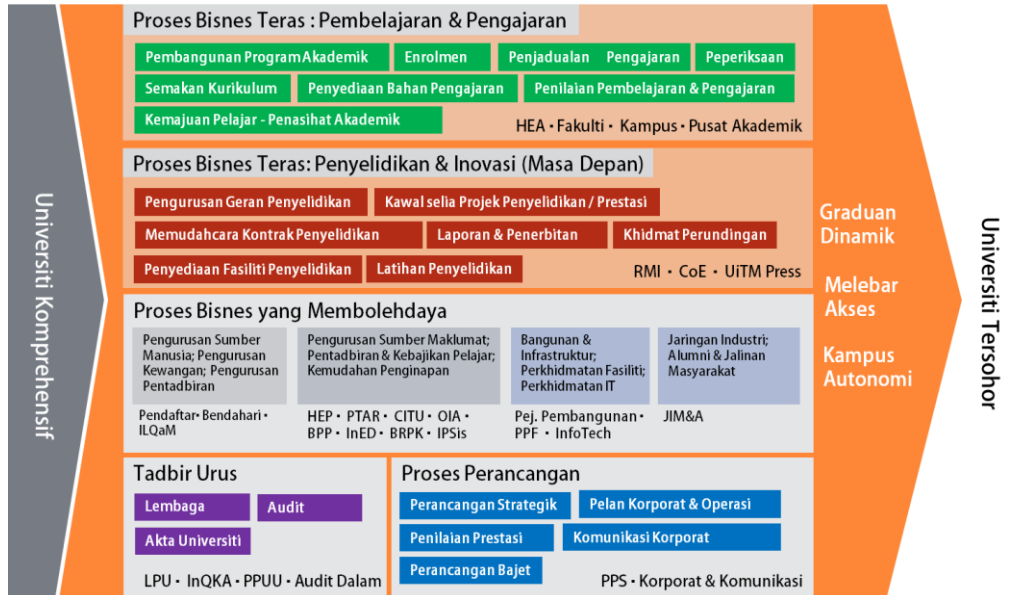 Universiti Komprehensif
Proses Bisnes Teras : Pembelajaran & Pengajaran
Pembangunan Program Akademik
Enrolmen
Penjadualan Pengajaran
Peperiksaan
Semakan Kurikulum
Penyediaan Bahan Pengajaran
Penilaian Pembelajaran & Pengajaran
Kemajuan Pelajar - Penasihat Akademik
HEA • Fakulti • Kampus • Pusat Akademik
Proses Bisnes Teras: Penyelidikan & Inovasi (Masa Depan)
Pengurusan Geran Penyelidikan
Kawal selia Projek Penyelidikan / Prestasi
Memudahcara Kontrak Penyelidikan
Laporan & Penerbitan
Khidmat Perundingan
Penyediaan Fasiliti Penyelidikan
Latihan Penyelidikan
RMI • CoE • UiTM Press
Proses Bisnes yang Membolehdaya
Pengurusan Sumber
Manusia; Pengurusan
Kewangan; Pengurusan
Pentadbiran
Pengurusan Sumber Maklumat;
Pentadbiran & Kebajikan Pelajar;
Kemudahan Penginapan
Bangunan &
Infrastruktur;
Perkhidmatan Fasiliti;
Perkhidmatan IT
Jaringan Industri;
Alumni & Jalinan
Masyarakat
Pendaftar• Bendahari •
ILQaM
HEP • PTAR • CITU • OIA •
BPP • InED • BRPK • IPSis
Pej. Pembangunan •
PPF • InfoTech
JIM&A
Tadbir Urus
Lembaga
Audit
Akta Universiti
LPU • InQKA • PPUU • Audit Dalam
Proses Perancangan
Perancangan Strategik
Pelan Korporat & Operasi
Penilaian Prestasi
Komunikasi Korporat
Perancangan Bajet
PPS • Korporat & Komunikasi
Graduan
Dinamik
Melebar
Akses
Kampus
Autonomi
Universiti Tersohor